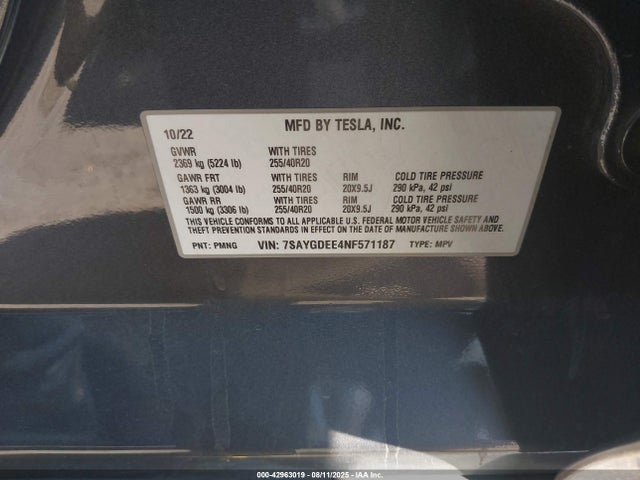 10/22 MFD BY TESLA, INC.
GVWR WITH TIRES
2369 kg (5224 lb) 255/40R20
GAWR FRT WITH TIRES RIM COLD TIRE PRESSURE
1363 kg (3004 lb) 255/40R20 20X9.5J 290 kPa, 42 psi
GAWR RR WITH TIRES RIM COLD TIRE PRESSURE
1500 kg (3306 lb) 255/40R20 20X9.5J 290 kPa, 42 psi
THIS VEHICLE CONFORMS TO ALL APPLICABLE U.S. FEDERAL MOTOR VEHICLE SAFETY AND
THEFT PREVENTION STANDARDS IN EFFECT ON THE DATE OF MANUFACTURE SHOWN ABOVE.
PNT: PMNG VIN: 7SAYGDEE4NF571187 TYPE: MPV
000-42963019 - 08/11/2025 - IAAI.COM